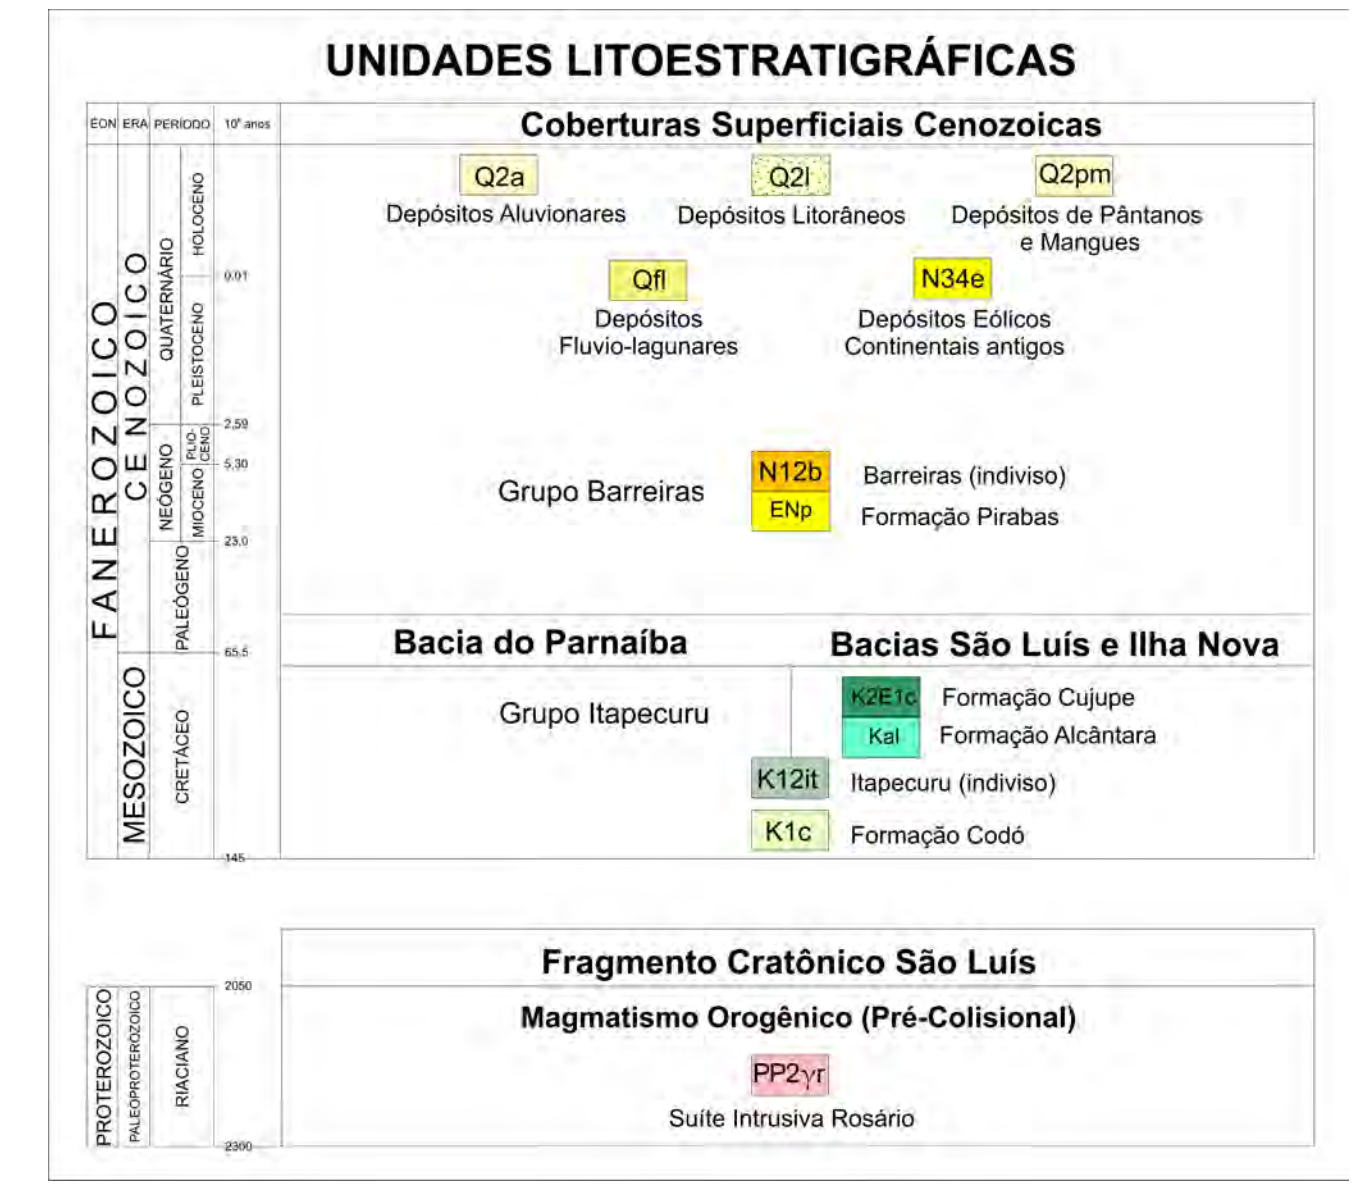 UNIDADES LITOESTRATIGRÁFICAS
ÉON ERA PERÍODO 10⁶ anos
Coberturas Superficiais Cenozoicas
FANEROZOICO
CENOZOICO
QUATERNÁRIO
HOLOCENO
Q2a
Q2l
Q2pm
Depósitos Aluvionares
Depósitos Litorâneos
Depósitos de Pântanos
e Mangues
0.01
PLEISTOCENO
Qfl
N34e
Depósitos
Fluvio-lagunares
Depósitos Eólicos
Continentais antigos
2.59
NEÓGENO
PLIO-
CENO
5.30
MIOCENO
Grupo Barreiras
N12b
Barreiras (indiviso)
ENp
Formação Pirabas
23.0
PALEÓGENO
Bacia do Parnaíba
Bacias São Luís e Ilha Nova
65.5
MESOZOICO
CRETÁCEO
Grupo Itapecuru
K2E1c
Formação Cujupe
Kal
Formação Alcântara
K12it
Itapecuru (indiviso)
K1c
Formação Codó
145
Fragmento Cratônico São Luís
2050
PROTEROZOICO
PALEOPROTEROZOICO
RIACIANO
Magmatismo Orogênico (Pré-Colisional)
PP2γr
Suíte Intrusiva Rosário
2300